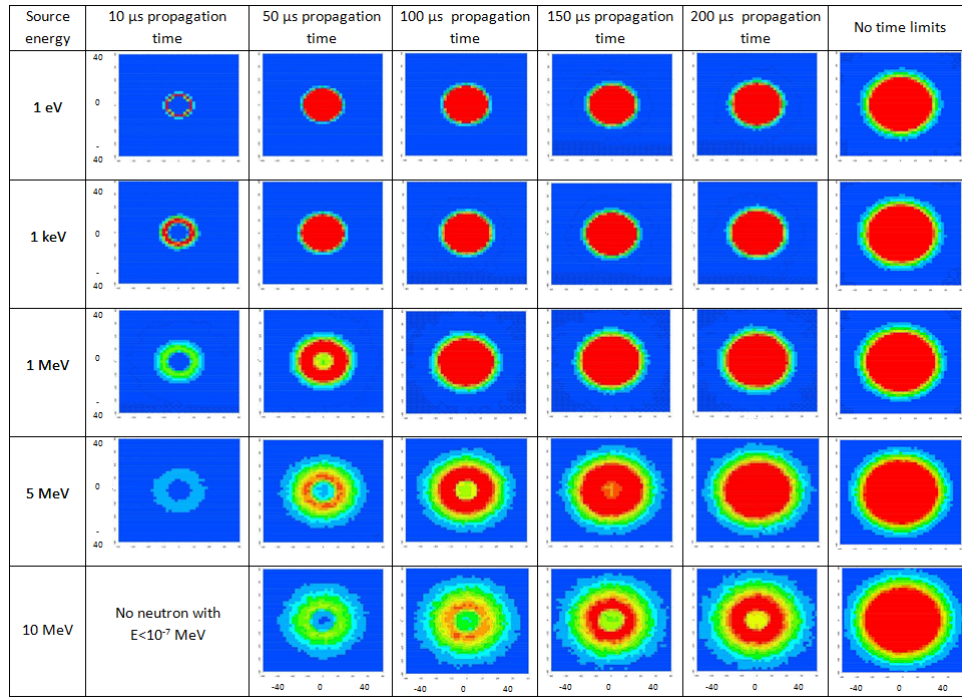 Source
energy
10 µs propagation
time
50 µs propagation
time
100 µs  propagation
time
150 µs propagation
time
200 µs propagation
time
No time limits
1 eV
40
0
-
40
1 keV
40
0
-
40
1 MeV
40
0
-
40
5 MeV
40
0
-
40
10 MeV
No neutron with
E<10⁻⁷ MeV
-40 0 40
-40 0 40
-40 0 40
-40 0 40
-40 0 40